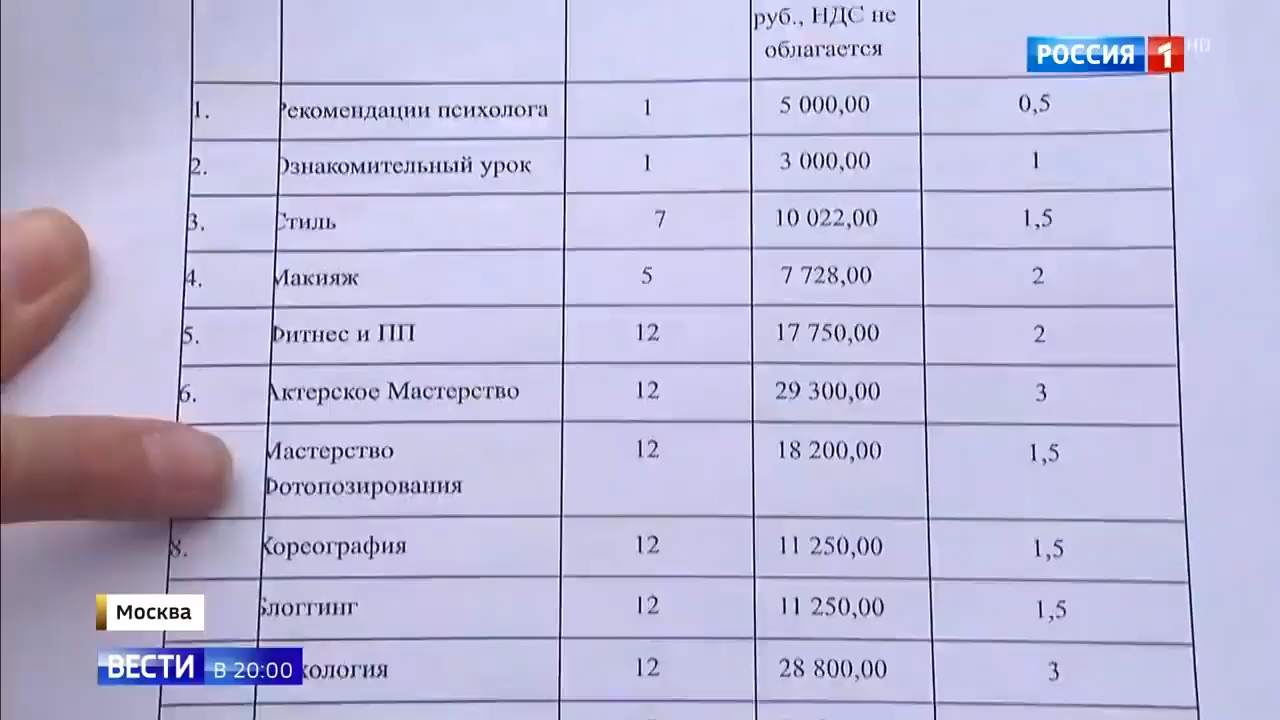 руб., НДС не
облагается
РОССИЯ 1 HD
1. Рекомендации психолога 1 5 000,00 0,5
2. Ознакомительный урок 1 3 000,00 1
3. Стиль 7 10 022,00 1,5
4. Макияж 5 7 728,00 2
5. Фитнес и ПП 12 17 750,00 2
6. Актерское Мастерство 12 29 300,00 3
Мастерство 12 18 200,00 1,5
Фотопозирования
8. Хореография 12 11 250,00 1,5
Блоггинг 12 11 250,00 1,5
Москва
ВЕСТИ В 20:00
хология 12 28 800,00 3